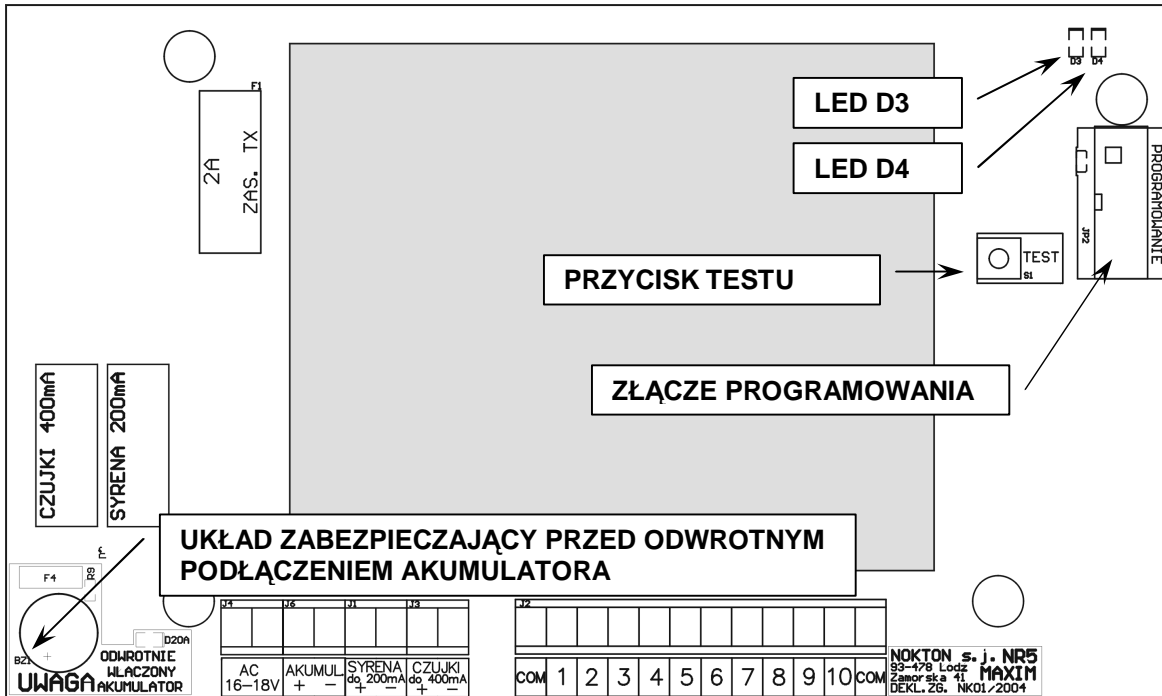 F1
2A
ZAS. TX
LED D3
LED D4
D3 D4
PROGRAMOWANIE
JP2
TEST
S1
PRZYCISK TESTU
ZŁĄCZE PROGRAMOWANIA
CZUJKI 400mA
SYRENA 200mA
UKŁAD ZABEZPIECZAJĄCY PRZED ODWROTNYM
PODŁĄCZENIEM AKUMULATORA
F4
R9
BZ1
+
D20A
ODWROTNIE
WLACZONY
UWAGA AKUMULATOR
J4 J6 J1 J3
AC
16-18V
AKUMUL.
+ -
SYRENA
do 200mA
+ -
CZUJKI
do 400mA
+ -
J2
COM 1 2 3 4 5 6 7 8 9 10 COM
NOKTON s.j. NR5
93-478 Lodz
Zamorska 41 MAXIM
DEKL.ZG. NK01/2004